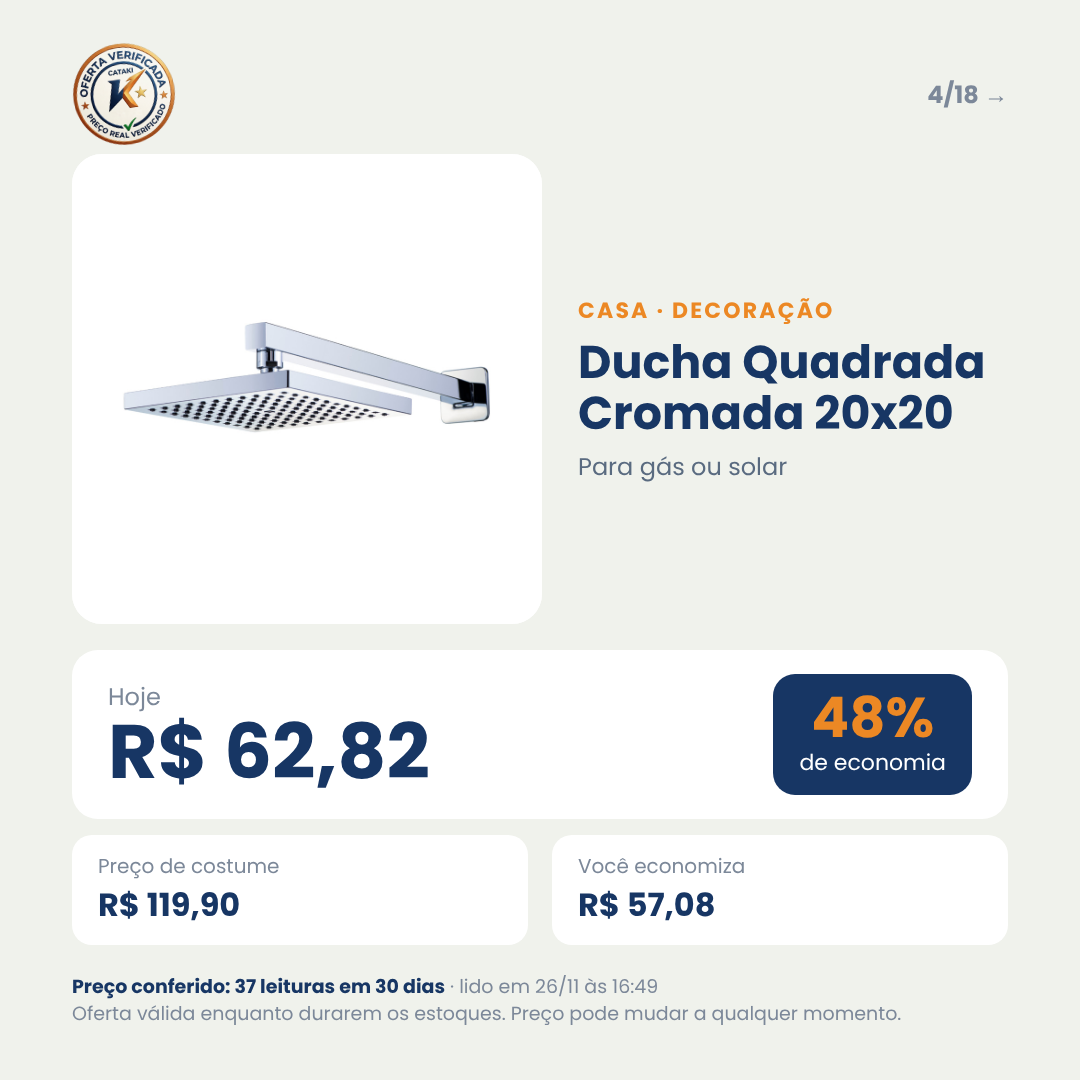 OFERTA VERIFICADA
CATAKI
K
PREÇO REAL VERIFICADO
4/18 →
CASA · DECORAÇÃO
Ducha Quadrada
Cromada 20x20
Para gás ou solar
Hoje
R$ 62,82
48%
de economia
Preço de costume
R$ 119,90
Você economiza
R$ 57,08
Preço conferido: 37 leituras em 30 dias · lido em 26/11 às 16:49
Oferta válida enquanto durarem os estoques. Preço pode mudar a qualquer momento.